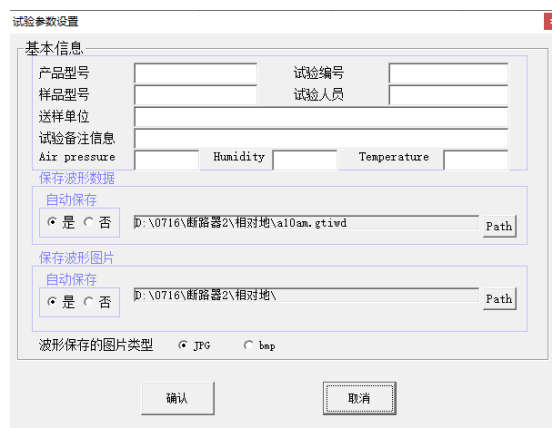 试验参数设置
基本信息
产品型号 试验编号
样品型号 试验人员
送样单位
试验备注信息
Air pressure Humidity Temperature
保存波形数据
自动保存
是 否 D:\0716\断路器2\相对地\a10am.gtiwd Path
保存波形图片
自动保存
是 否 D:\0716\断路器2\相对地\ Path
波形保存的图片类型 JPG bmp
确认 取消